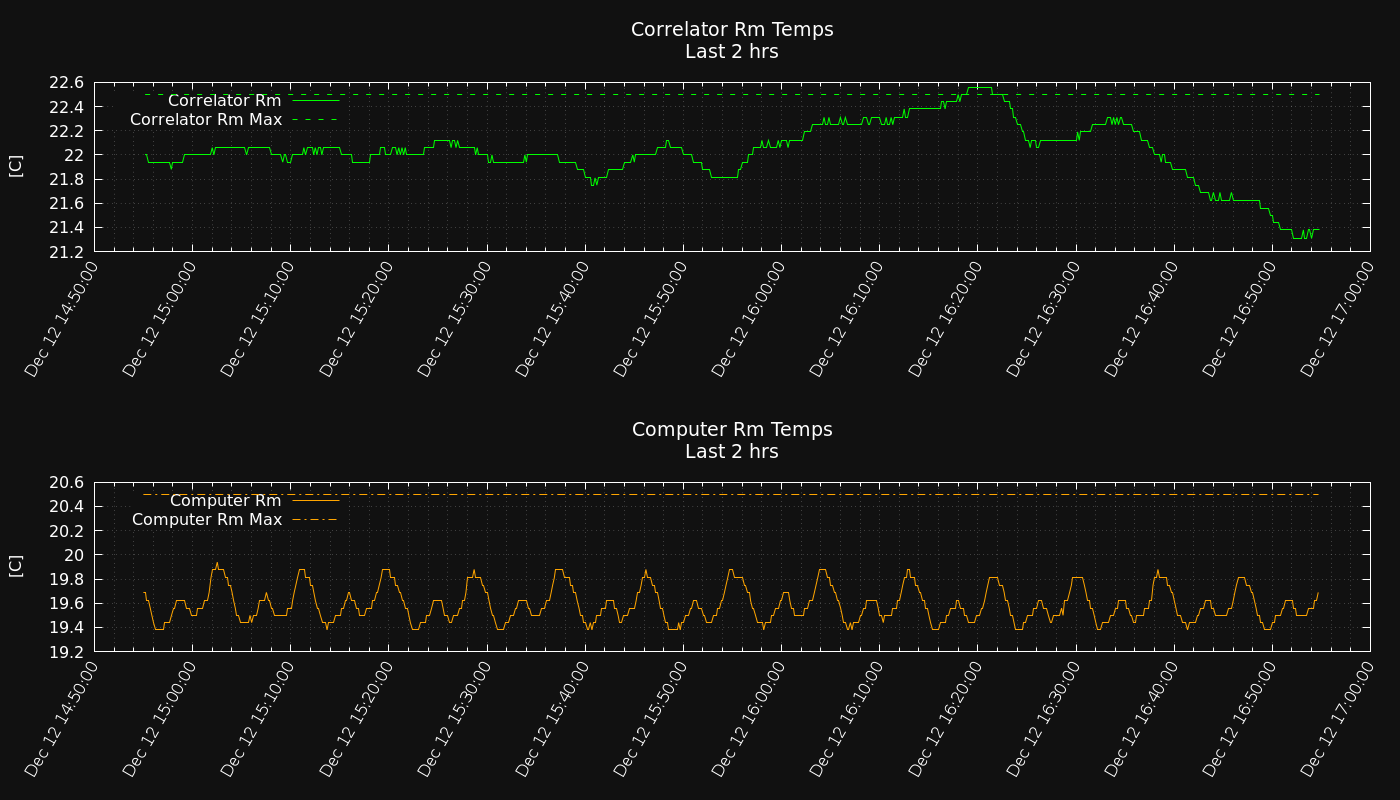 Correlator Rm Temps
Last 2 hrs
22.6
22.4
22.2
22
21.8
21.6
21.4
21.2
[C]
Correlator Rm
Correlator Rm Max
Dec 12 14:50:00
Dec 12 15:00:00
Dec 12 15:10:00
Dec 12 15:20:00
Dec 12 15:30:00
Dec 12 15:40:00
Dec 12 15:50:00
Dec 12 16:00:00
Dec 12 16:10:00
Dec 12 16:20:00
Dec 12 16:30:00
Dec 12 16:40:00
Dec 12 16:50:00
Dec 12 17:00:00
Computer Rm Temps
Last 2 hrs
20.6
20.4
20.2
20
19.8
19.6
19.4
19.2
[C]
Computer Rm
Computer Rm Max
Dec 12 14:50:00
Dec 12 15:00:00
Dec 12 15:10:00
Dec 12 15:20:00
Dec 12 15:30:00
Dec 12 15:40:00
Dec 12 15:50:00
Dec 12 16:00:00
Dec 12 16:10:00
Dec 12 16:20:00
Dec 12 16:30:00
Dec 12 16:40:00
Dec 12 16:50:00
Dec 12 17:00:00